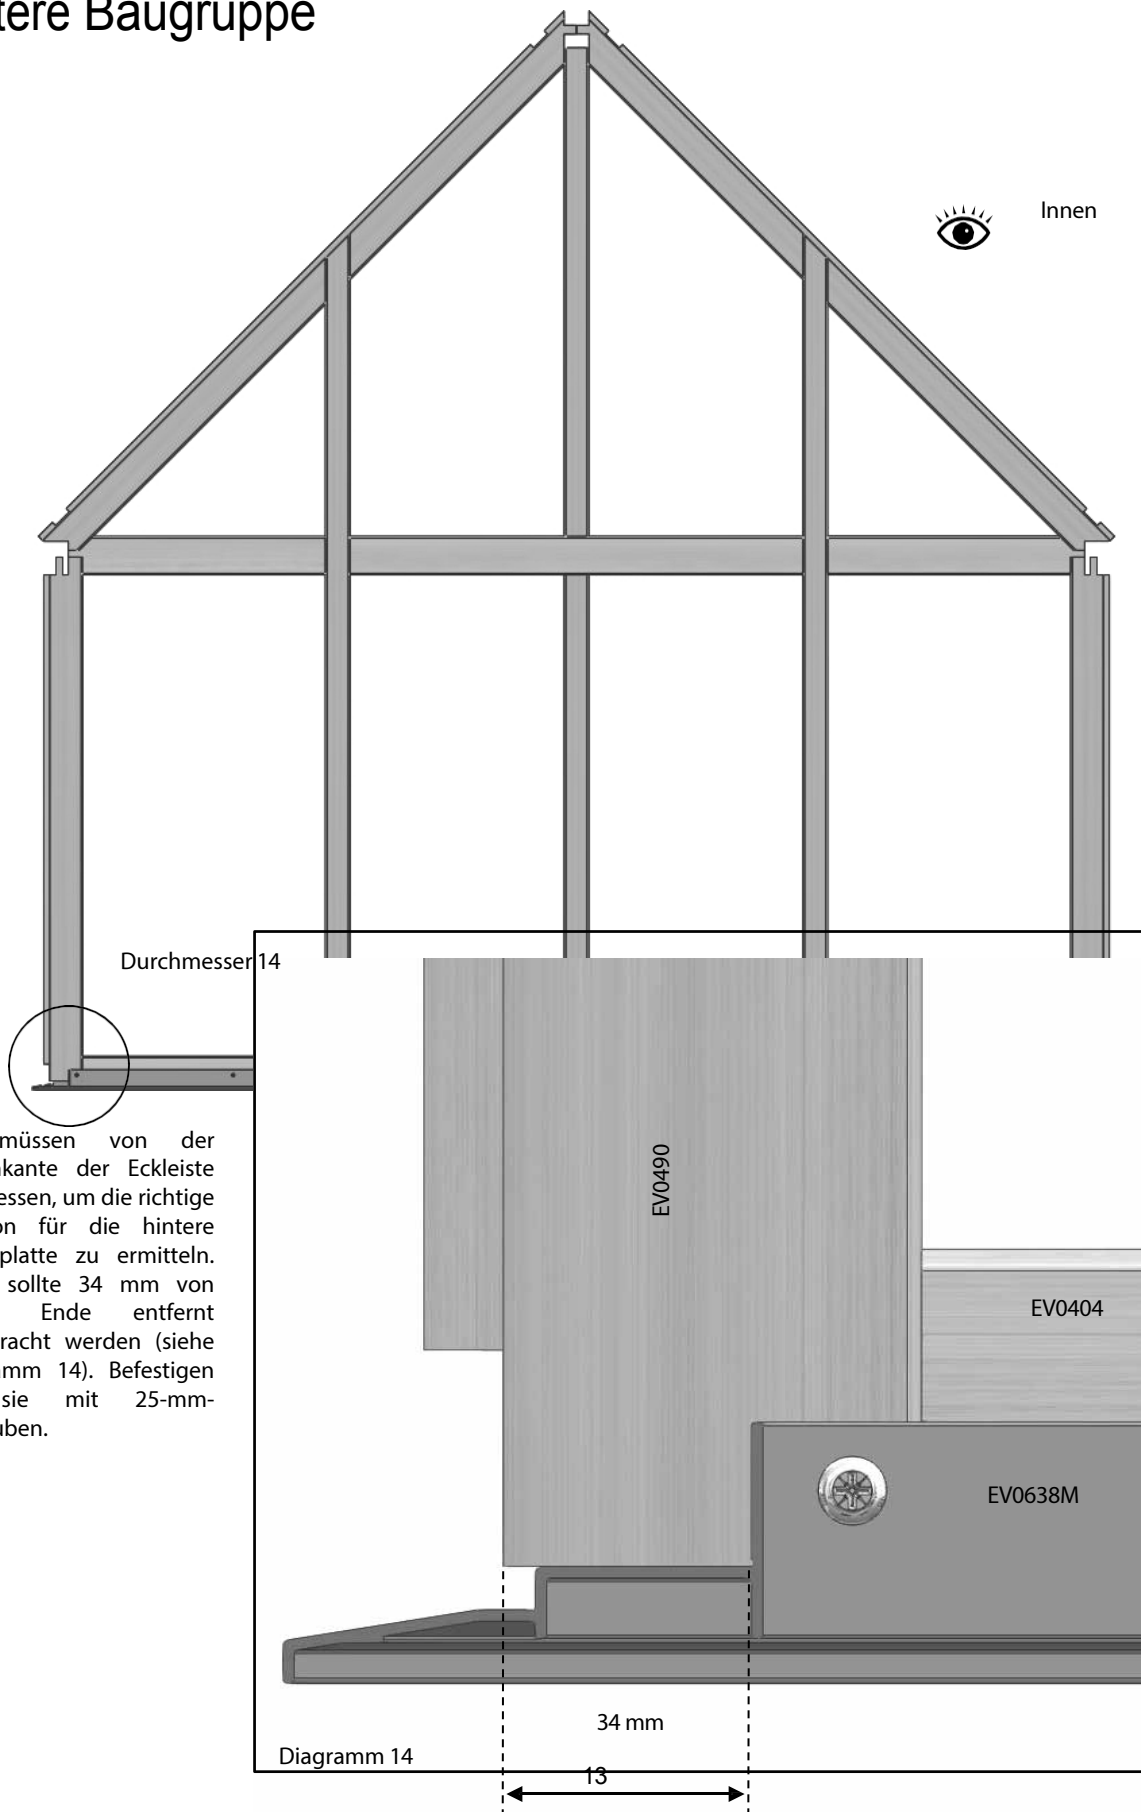 tere Baugruppe
Innen
Durchmesser 14
müssen von der
kante der Eckleiste
essen, um die richtige
on für die hintere
platte zu ermitteln.
sollte 34 mm von
Ende entfernt
racht werden (siehe
mm 14). Befestigen
sie mit 25-mm-
uben.
EV0490
EV0404
EV0638M
34 mm
Diagramm 14
13